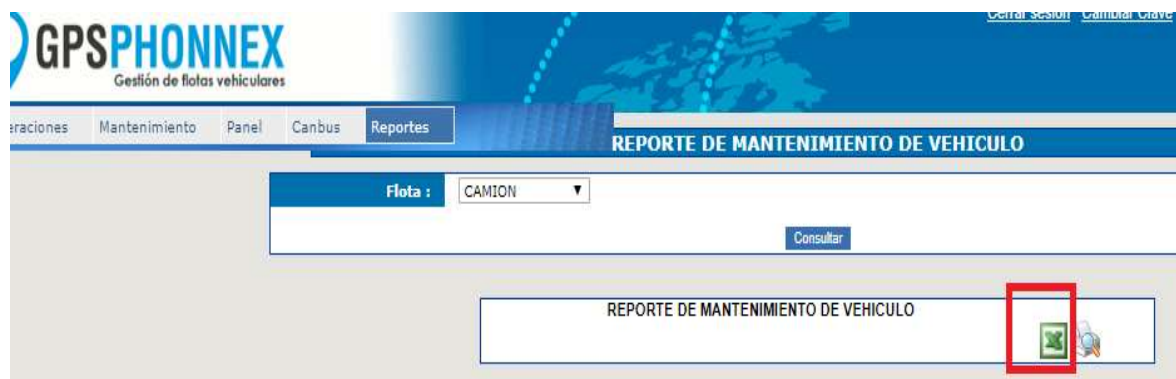 Cerrar sesión Cambiar Clave
GPSPHONNEX
Gestión de flotas vehiculares
eraciones Mantenimiento Panel Canbus Reportes
REPORTE DE MANTENIMIENTO DE VEHICULO
Flota : CAMION
Consultar
REPORTE DE MANTENIMIENTO DE VEHICULO